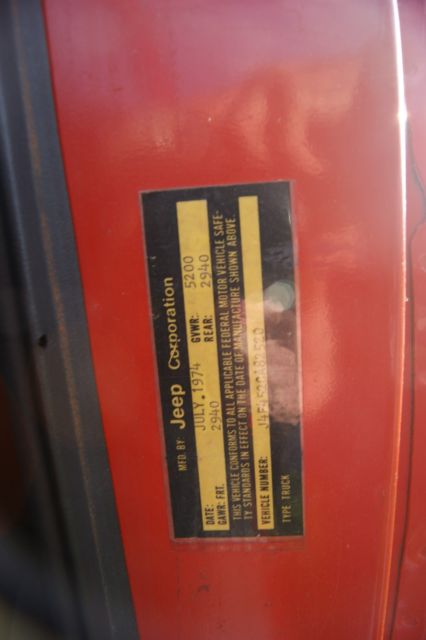 MFD. BY: Jeep Corporation
DATE: JULY.1974 GVWR: 5200
GAWR: FRT. 2940 REAR: 2940
THIS VEHICLE CONFORMS TO ALL APPLICABLE FEDERAL MOTOR VEHICLE SAFE-
TY STANDARDS IN EFFECT ON THE DATE OF MANUFACTURE SHOWN ABOVE.
VEHICLE NUMBER:
TYPE TRUCK